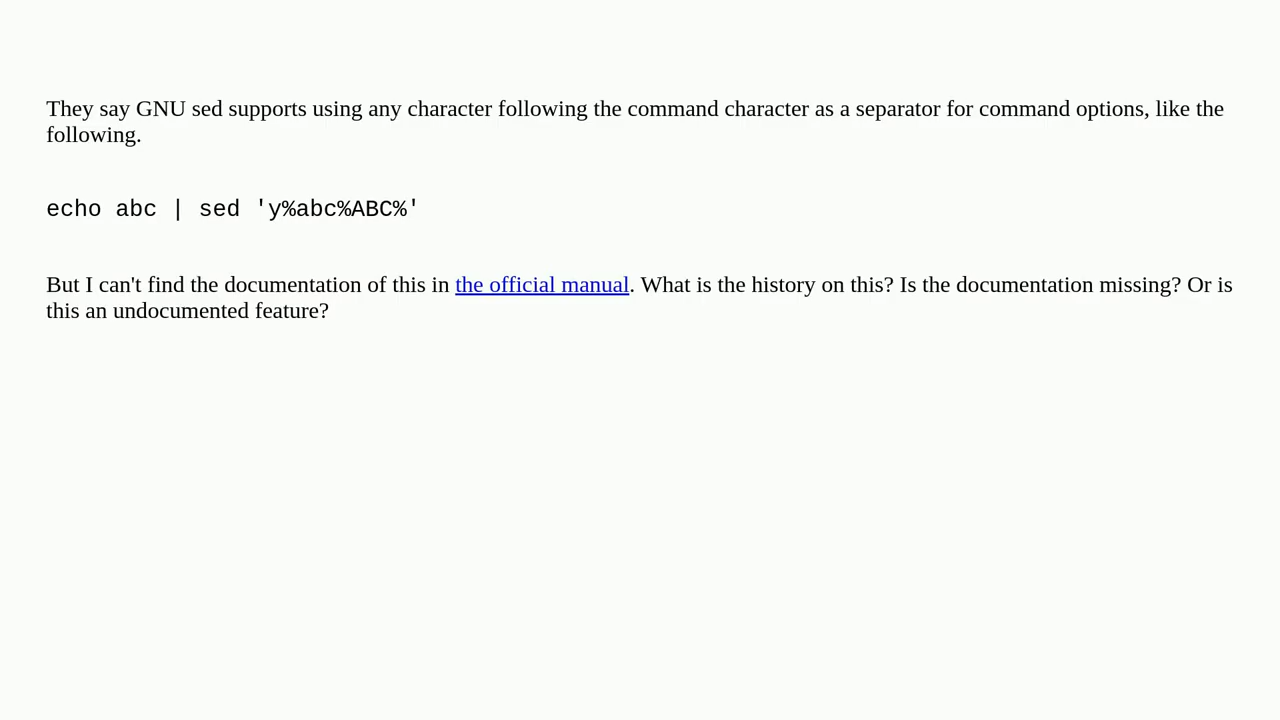 They say GNU sed supports using any character following the command character as a separator for command options, like the
following.
echo abc | sed 'y%abc%ABC%'
But I can't find the documentation of this in the official manual. What is the history on this? Is the documentation missing? Or is
this an undocumented feature?